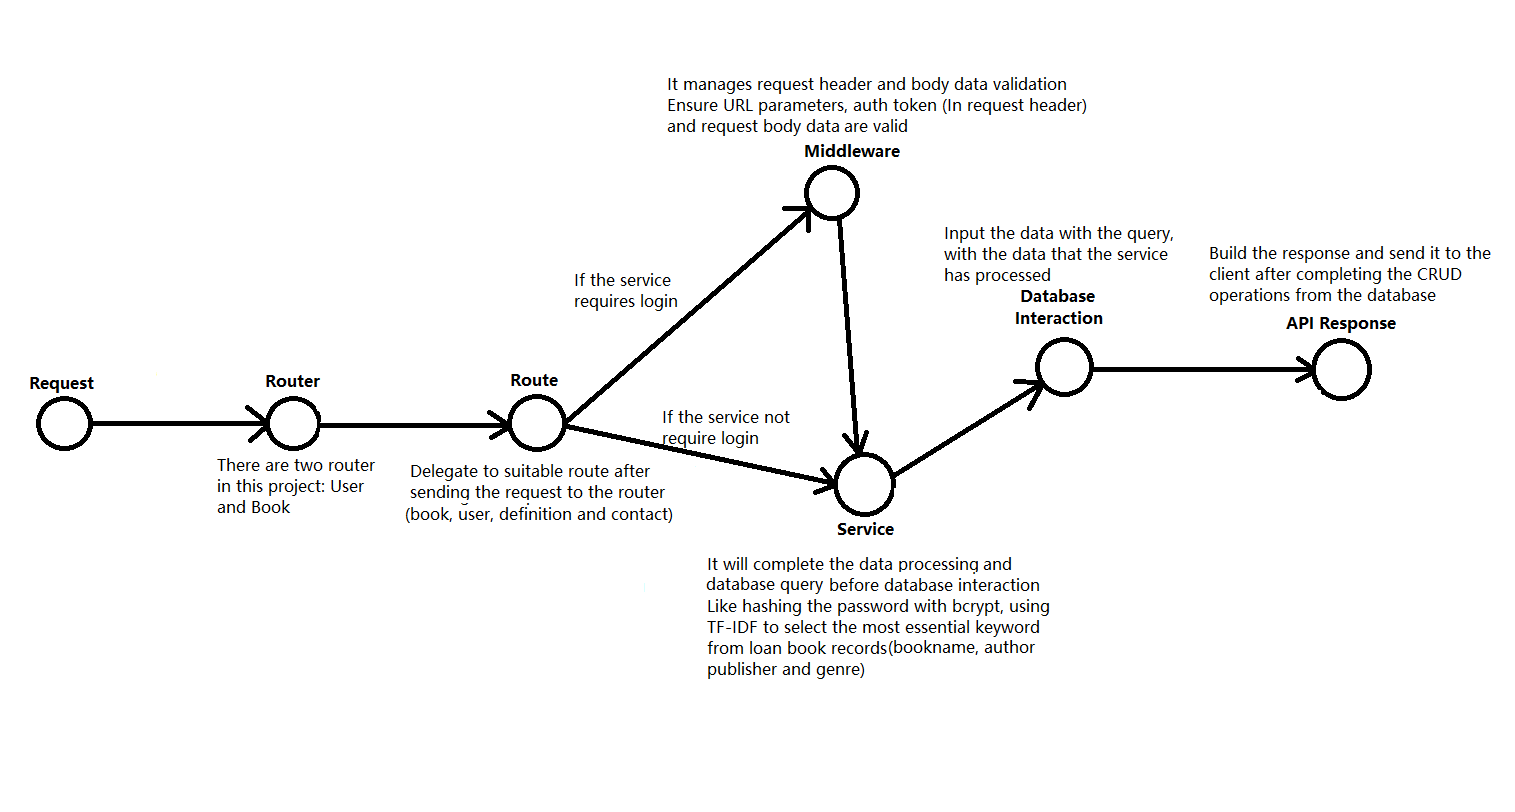 It manages request header and body data validation
Ensure URL parameters, auth token (In request header)
and request body data are valid
Middleware
Input the data with the query,
with the data that the service
has processed
Database
Interaction
Build the response and send it to the
client after completing the CRUD
operations from the database
API Response
If the service
requires login
Request
Router
Route
If the service not
require login
There are two router
in this project: User
and Book
Delegate to suitable route after
sending the request to the router
(book, user, definition and contact)
Service
It will complete the data processing and
database query before database interaction
Like hashing the password with bcrypt, using
TF-IDF to select the most essential keyword
from loan book records(bookname, author
publisher and genre)